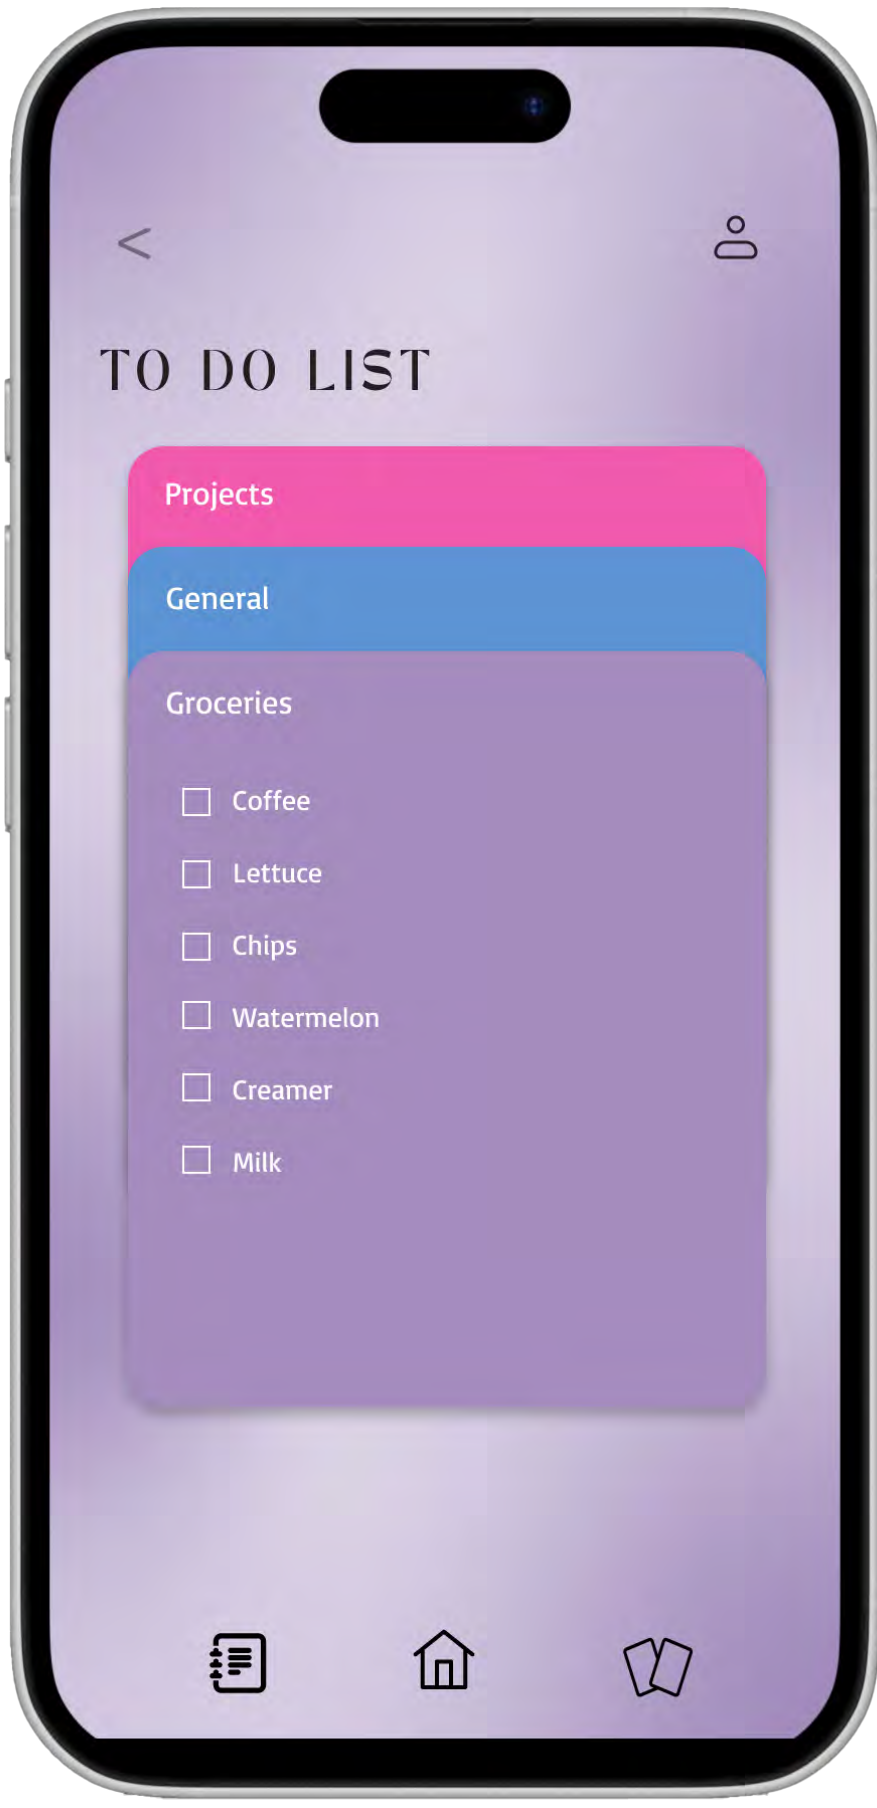 <
TO DO LIST
Projects
General
Groceries
Coffee
Lettuce
Chips
Watermelon
Creamer
Milk